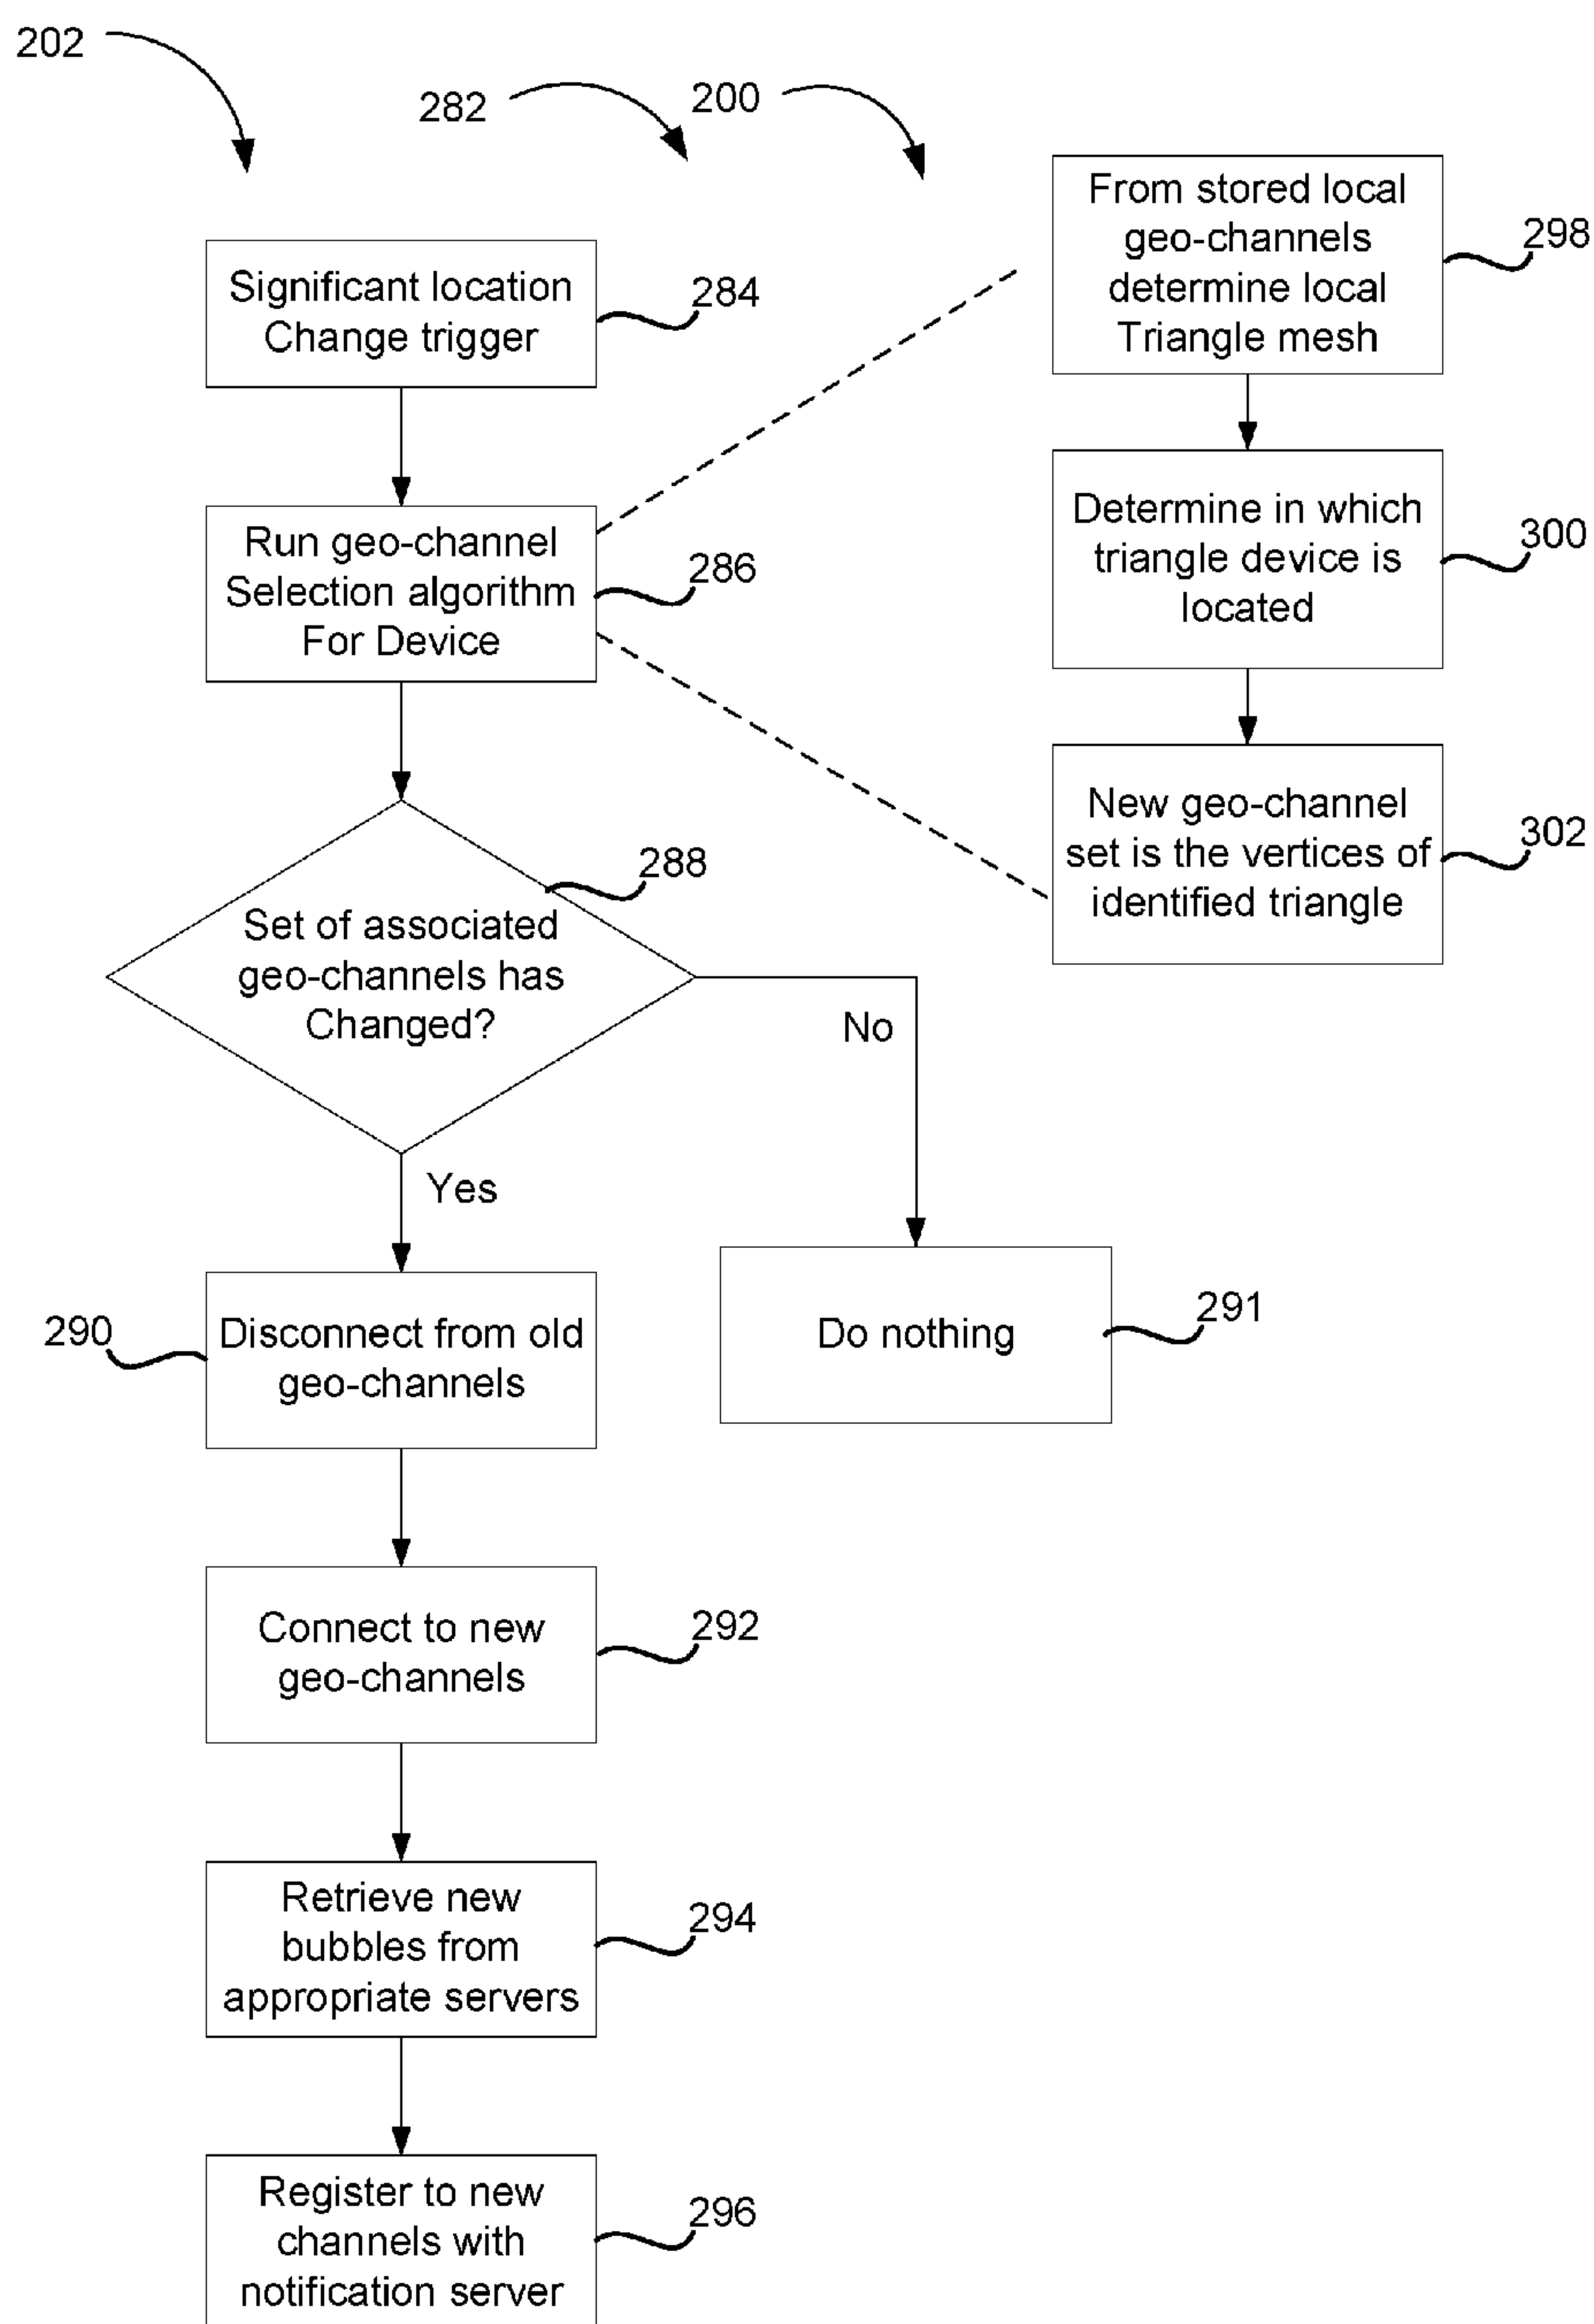 202
282
200
Significant location
Change trigger
284
Run geo-channel
Selection algorithm
For Device
286
288
Set of associated
geo-channels has
Changed?
No
Yes
290
Disconnect from old
geo-channels
Do nothing
291
Connect to new
geo-channels
292
Retrieve new
bubbles from
appropriate servers
294
Register to new
channels with
notification server
296
From stored local
geo-channels
determine local
Triangle mesh
298
Determine in which
triangle device is
located
300
New geo-channel
set is the vertices of
identified triangle
302